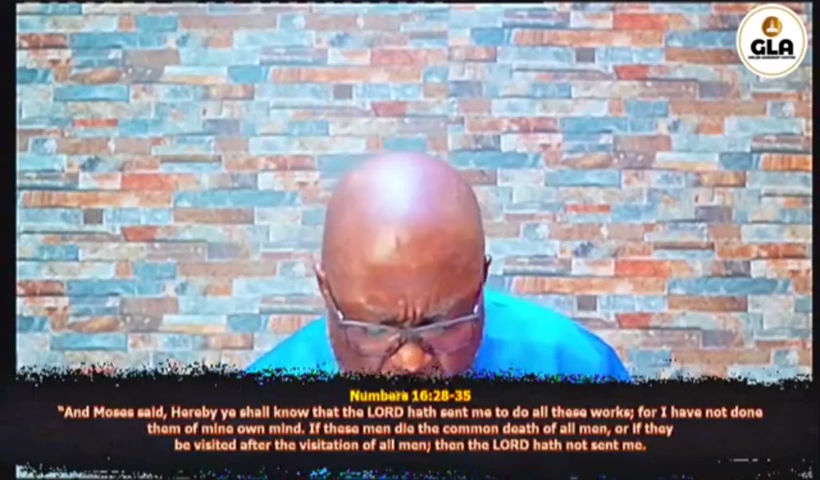 GLA
Numbers 16:28-35
"And Moses said, Hereby ye shall know that the LORD hath sent me to do all these works; for I have not done
them of mine own mind. If these men die the common death of all men, or if they
be visited after the visitation of all men; then the LORD hath not sent me.